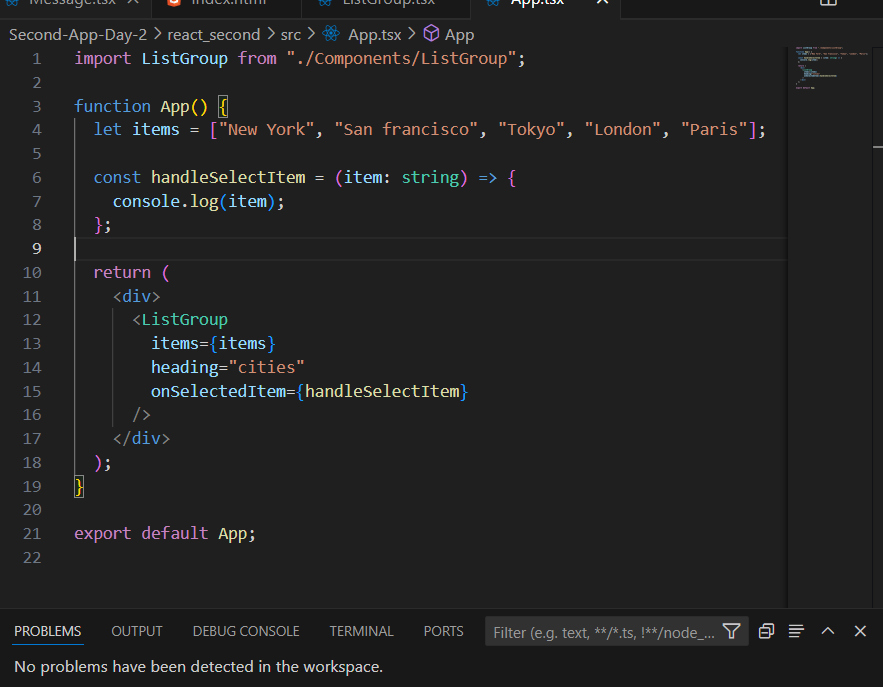 Message.tsx index.html ListGroup.tsx App.tsx
Second-App-Day-2 > react_second > src > App.tsx > App
1 import ListGroup from "./Components/ListGroup";
2
3 function App() {
4 let items = ["New York", "San francisco", "Tokyo", "London", "Paris"];
5
6 const handleSelectItem = (item: string) => {
7 console.log(item);
8 };
9
10 return (
11 <div>
12 <ListGroup
13 items={items}
14 heading="cities"
15 onSelectedItem={handleSelectItem}
16 />
17 </div>
18 );
19 }
20
21 export default App;
22
PROBLEMS OUTPUT DEBUG CONSOLE TERMINAL PORTS Filter (e.g. text, **/*.ts, !**/node_...
No problems have been detected in the workspace.